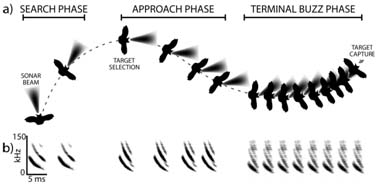 SEARCH PHASE APPROACH PHASE TERMINAL BUZZ PHASE
a)
TARGET
CAPTURE
SONAR
BEAM
TARGET
SELECTION
b)
150
kHz
0
5 ms